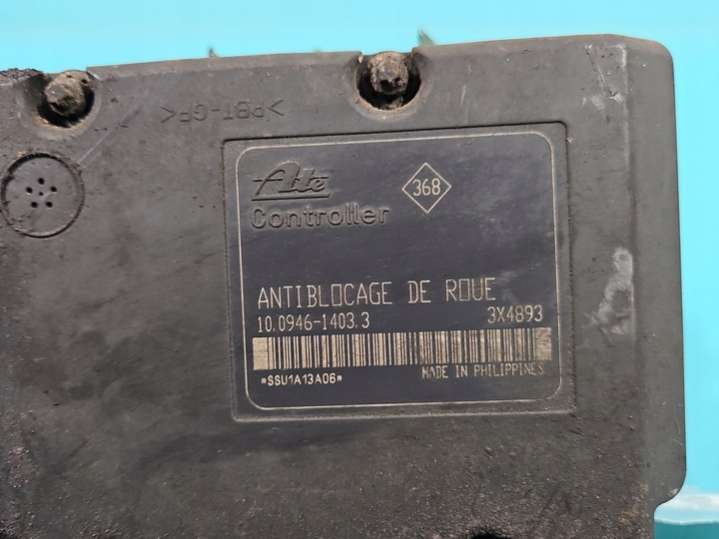 >PBT-GF<
Ate
368
Controller
ANTIBLOCAGE DE ROUE
10.0946-1403.3 3X4893
*SSU1A13A06* MADE IN PHILIPPINES